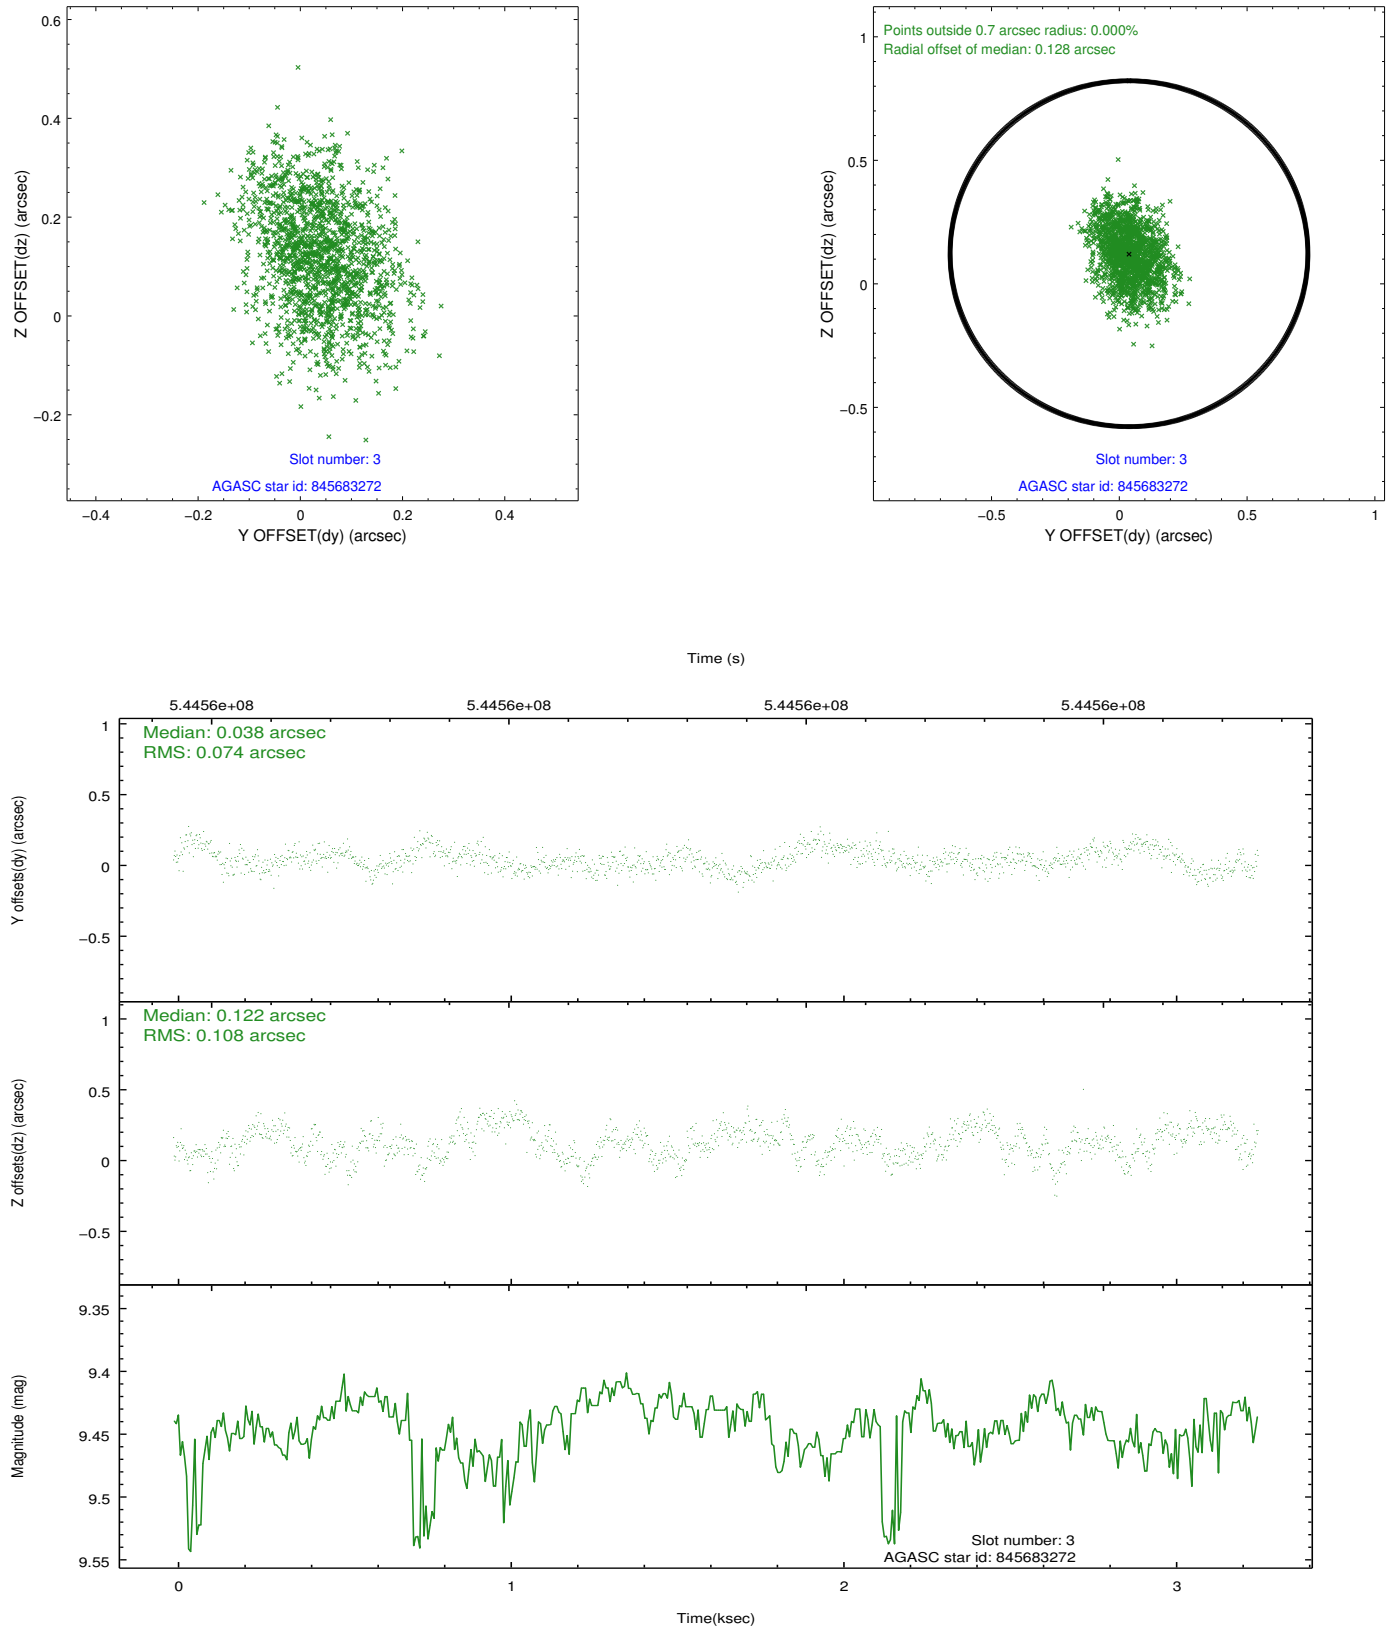 0.6
0.4
0.2
0
−0.2
−0.4
−0.2
0
0.2
0.4
Z OFFSET(dz) (arcsec)
Y OFFSET(dy) (arcsec)
Slot number: 3
AGASC star id: 845683272
Points outside 0.7 arcsec radius: 0.000%
Radial offset of median: 0.128 arcsec
1
0.5
0
−0.5
−0.5
0
0.5
1
Z OFFSET(dz) (arcsec)
Y OFFSET(dy) (arcsec)
Slot number: 3
AGASC star id: 845683272
Time (s)
5.4456e+08
5.4456e+08
5.4456e+08
5.4456e+08
Median: 0.038 arcsec
RMS: 0.074 arcsec
1
0.5
0
−0.5
Y offsets(dy) (arcsec)
Median: 0.122 arcsec
RMS: 0.108 arcsec
1
0.5
0
−0.5
Z offsets(dz) (arcsec)
9.35
9.4
9.45
9.5
9.55
Magnitude (mag)
Slot number: 3
AGASC star id: 845683272
0
1
2
3
Time(ksec)